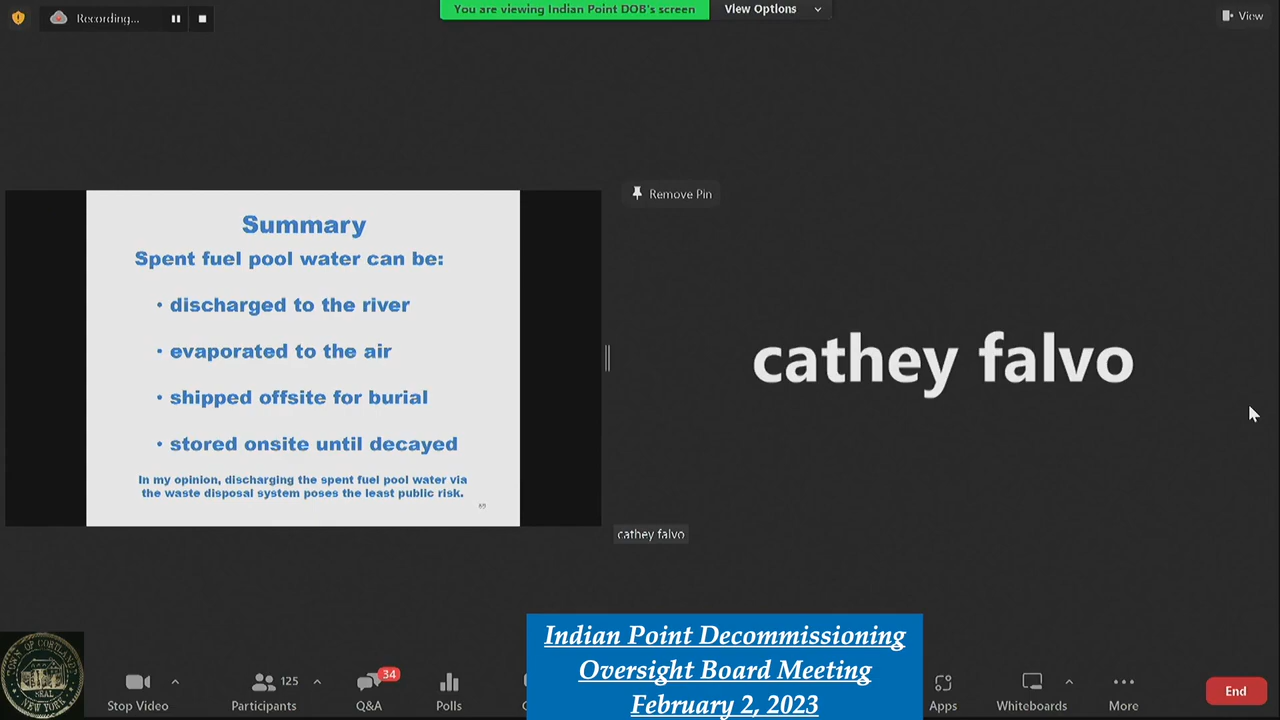 Recording...
You are viewing Indian Point DOB's screen
View Options
View
Remove Pin
Summary
Spent fuel pool water can be:
• discharged to the river
• evaporated to the air
• shipped offsite for burial
• stored onsite until decayed
In my opinion, discharging the spent fuel pool water via
the waste disposal system poses the least public risk.
cathey falvo
cathey falvo
Indian Point Decommissioning
Oversight Board Meeting
February 2, 2023
SEAL
NEW YORK
Stop Video
125
Participants
34
Q&A
Polls
Apps
Whiteboards
More
End